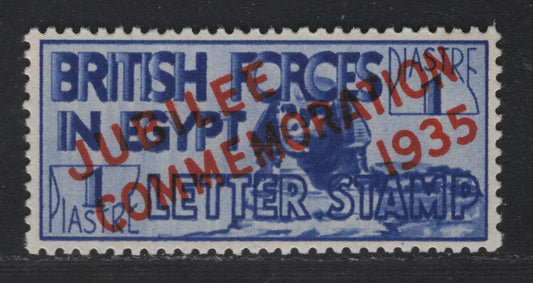 BRITISH FORCES
IN EGYPT
1
PIASTRE
1
PIASTRE
LETTER STAMP
JUBILEE
COMMEMORATION
1935